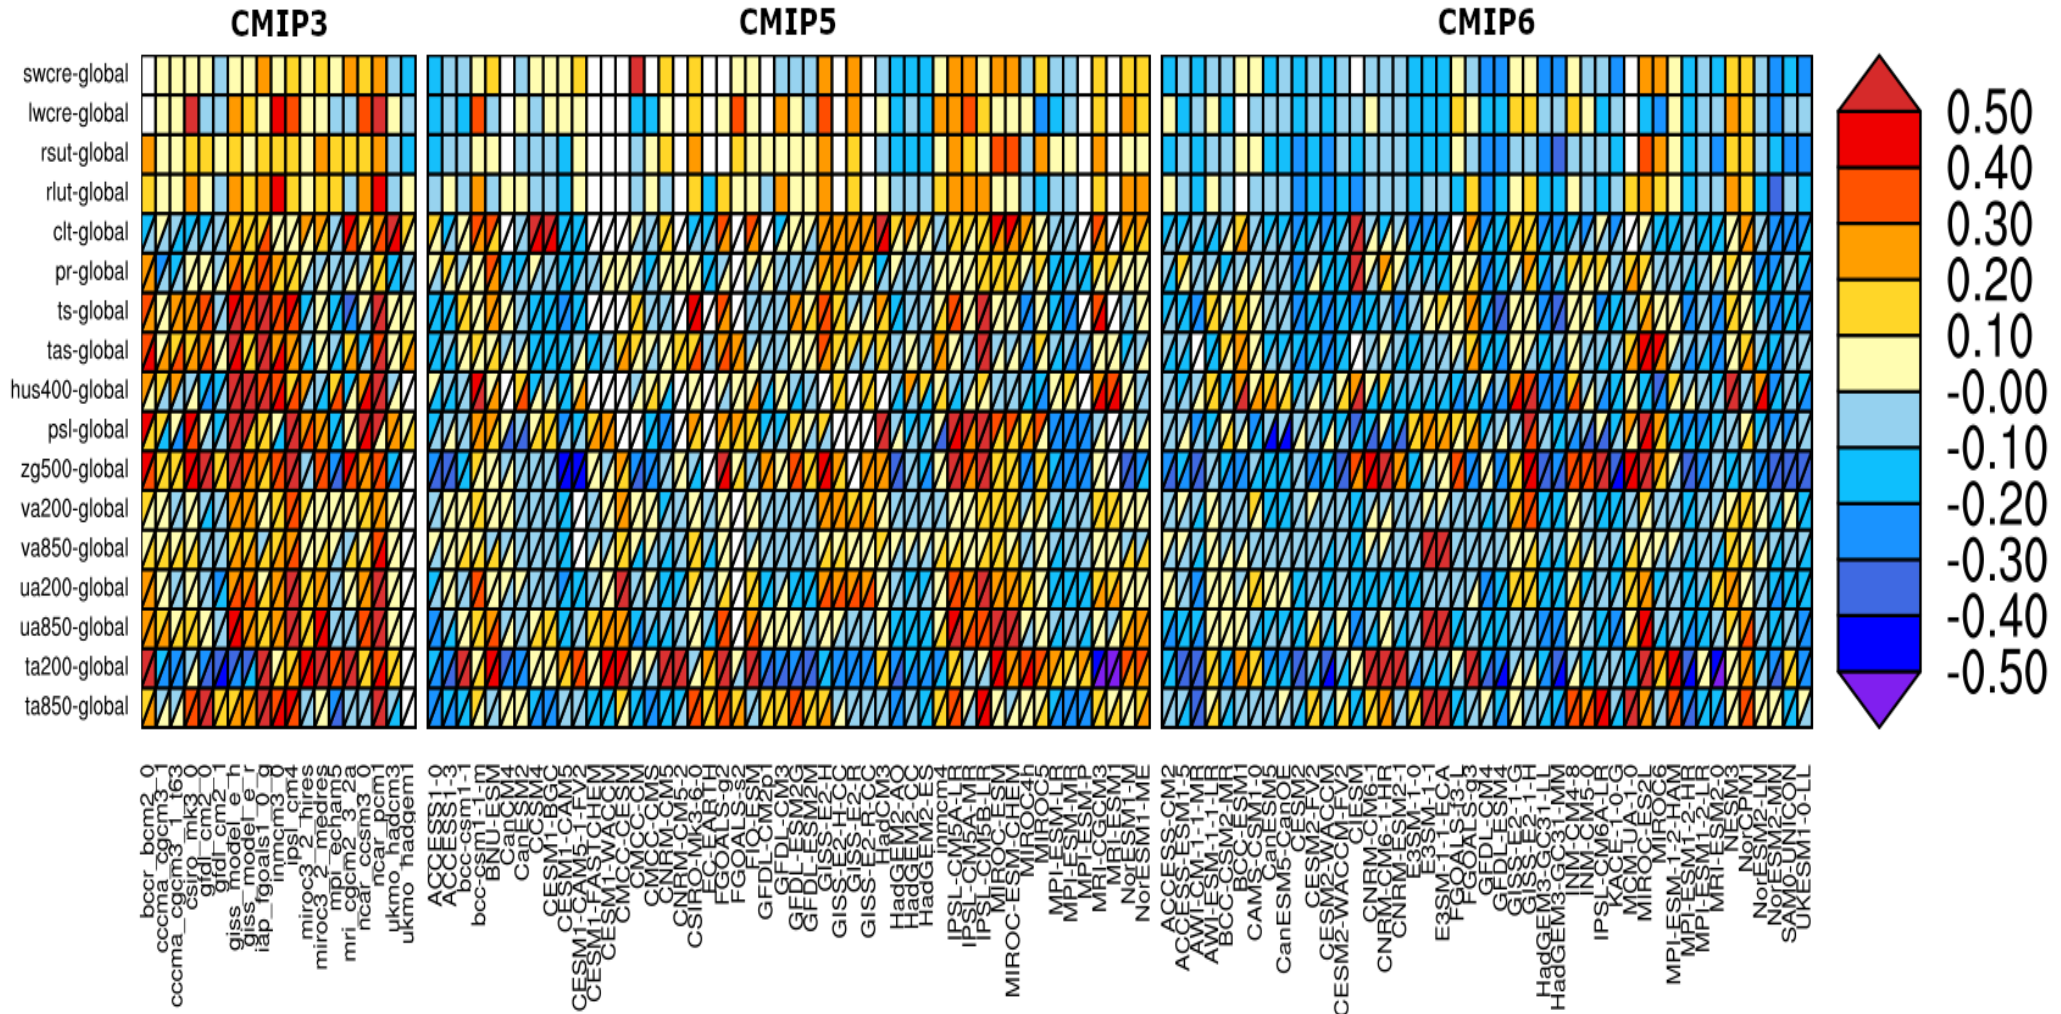 CMIP3 CMIP5 CMIP6
swcre-global
lwcre-global
rsut-global
rlut-global
clt-global
pr-global
ts-global
tas-global
hus400-global
psl-global
zg500-global
va200-global
va850-global
ua200-global
ua850-global
ta200-global
ta850-global
0.50
0.40
0.30
0.20
0.10
-0.00
-0.10
-0.20
-0.30
-0.40
-0.50
bccr_bcm2_0
cccma_cgcm3_1
cccma_cgcm3_1_t63
csiro_mk3_0
gfdl_cm2_0
gfdl_cm2_1
giss_model_e_h
giss_model_e_r
iap_fgoals1_0_g
inmcm3_0
ipsl_cm4
miroc3_2_hires
miroc3_2_medres
mpi_echam5
mri_cgcm2_3_2a
ncar_ccsm3_0
ncar_pcm1
ukmo_hadcm3
ukmo_hadgem1
ACCESS1-0
ACCESS1-3
bcc-csm1-1
bcc-csm1-1-m
BNU-ESM
CanCM4
CanESM2
CCSM4
CESM1-BGC
CESM1-CAM5
CESM1-CAM5-1-FV2
CESM1-FASTCHEM
CESM1-WACCM
CMCC-CESM
CMCC-CM
CMCC-CMS
CNRM-CM5
CNRM-CM5-2
CSIRO-Mk3-6-0
EC-EARTH
FGOALS-g2
FGOALS-s2
FIO-ESM
GFDL-CM2p1
GFDL-CM3
GFDL-ESM2G
GFDL-ESM2M
GISS-E2-H
GISS-E2-H-CC
GISS-E2-R
GISS-E2-R-CC
HadCM3
HadGEM2-AO
HadGEM2-CC
HadGEM2-ES
inmcm4
IPSL-CM5A-LR
IPSL-CM5A-MR
IPSL-CM5B-LR
MIROC-ESM
MIROC-ESM-CHEM
MIROC4h
MIROC5
MPI-ESM-LR
MPI-ESM-MR
MPI-ESM-P
MRI-CGCM3
MRI-ESM1
NorESM1-M
NorESM1-ME
ACCESS-CM2
ACCESS-ESM1-5
AWI-CM-1-1-MR
AWI-ESM-1-1-LR
BCC-CSM2-MR
BCC-ESM1
CAMS-CSM1-0
CanESM5
CanESM5-CanOE
CESM2
CESM2-FV2
CESM2-WACCM
CESM2-WACCM-FV2
CIESM
CNRM-CM6-1
CNRM-CM6-1-HR
CNRM-ESM2-1
E3SM-1-0
E3SM-1-1
E3SM-1-1-ECA
FGOALS-f3-L
FGOALS-g3
GFDL-CM4
GFDL-ESM4
GISS-E2-1-G
GISS-E2-1-H
HadGEM3-GC31-LL
HadGEM3-GC31-MM
INM-CM4-8
INM-CM5-0
IPSL-CM6A-LR
KACE-1-0-G
MCM-UA-1-0
MIROC-ES2L
MIROC6
MPI-ESM-1-2-HAM
MPI-ESM1-2-HR
MPI-ESM1-2-LR
MRI-ESM2-0
NESM3
NorCPM1
NorESM2-LM
NorESM2-MM
SAM0-UNICON
UKESM1-0-LL